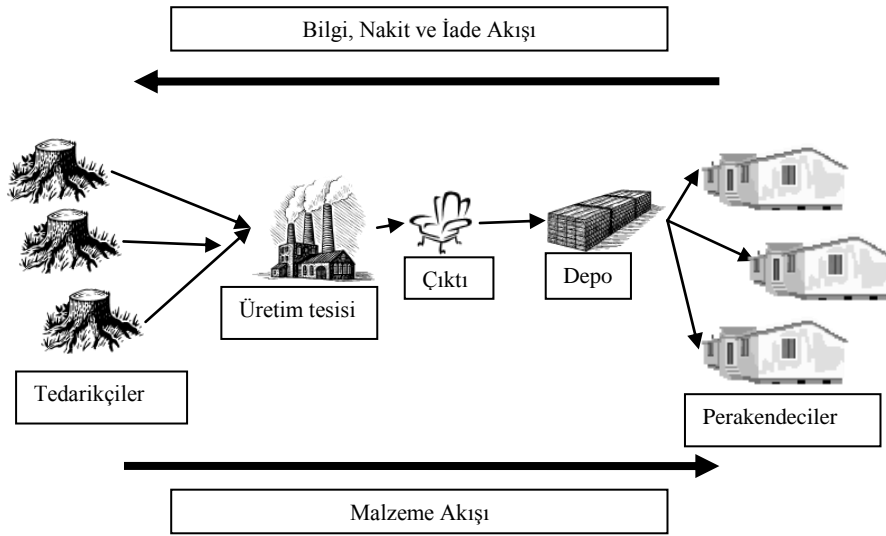 Bilgi, Nakit ve İade Akışı
Üretim tesisi
Çıktı
Depo
Tedarikçiler
Perakendeciler
Malzeme Akışı